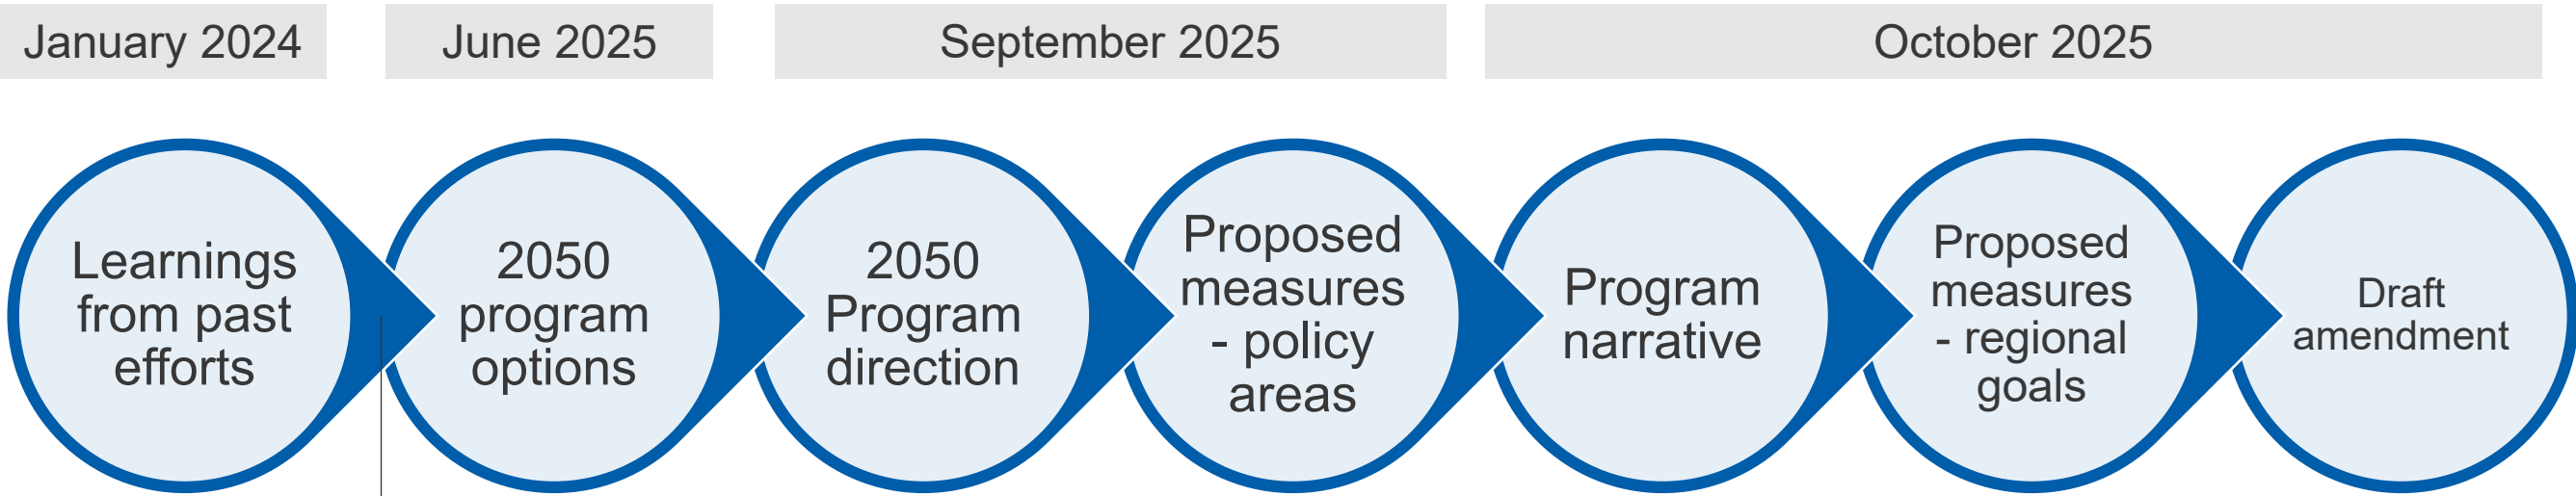 January 2024
June 2025
September 2025
October 2025
Learnings
from past
efforts
2050
program
options
2050
Program
direction
Proposed
measures
- policy
areas
Program
narrative
Proposed
measures
- regional
goals
Draft
amendment